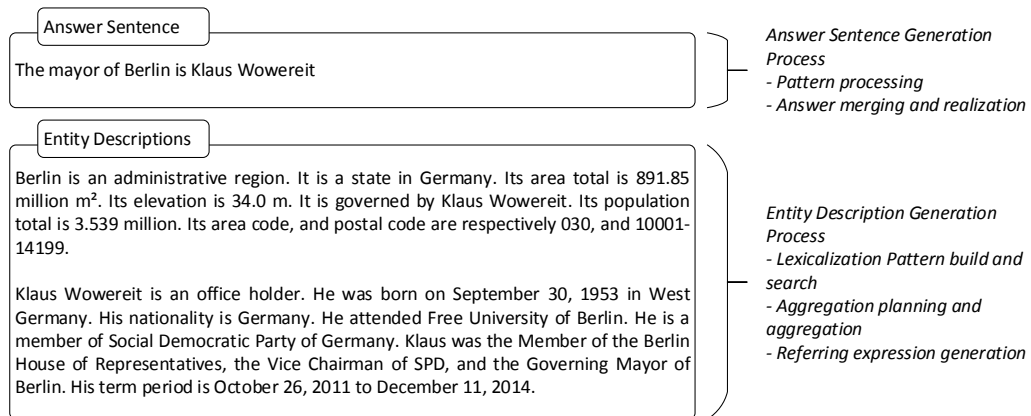 Answer Sentence
The mayor of Berlin is Klaus Wowereit
Answer Sentence Generation
Process
- Pattern processing
- Answer merging and realization
Entity Descriptions
Berlin is an administrative region. It is a state in Germany. Its area total is 891.85
million m². Its elevation is 34.0 m. It is governed by Klaus Wowereit. Its population
total is 3.539 million. Its area code, and postal code are respectively 030, and 10001-
14199.
Klaus Wowereit is an office holder. He was born on September 30, 1953 in West
Germany. His nationality is Germany. He attended Free University of Berlin. He is a
member of Social Democratic Party of Germany. Klaus was the Member of the Berlin
House of Representatives, the Vice Chairman of SPD, and the Governing Mayor of
Berlin. His term period is October 26, 2011 to December 11, 2014.
Entity Description Generation
Process
- Lexicalization Pattern build and
search
- Aggregation planning and
aggregation
- Referring expression generation